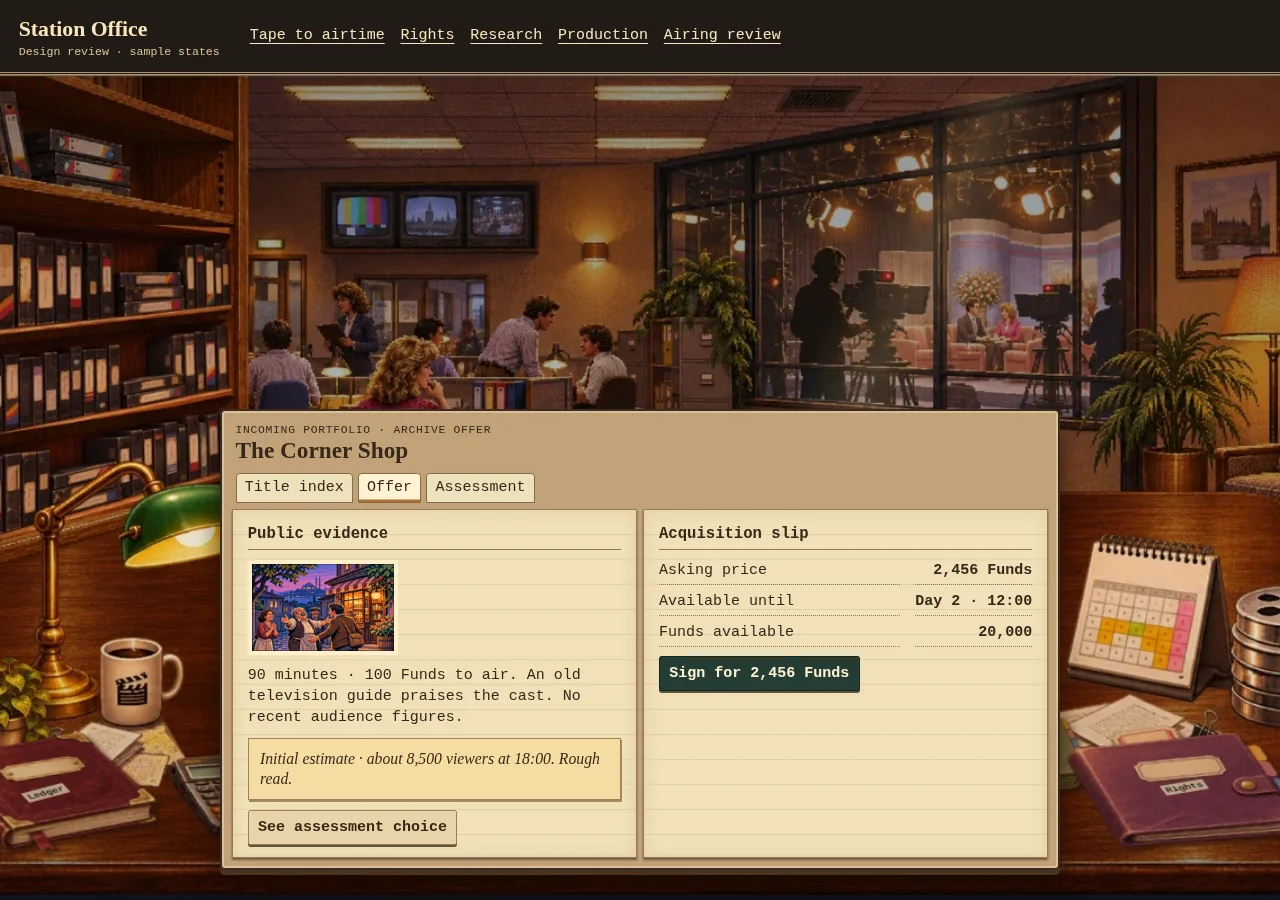 Station Office
Design review · sample states
Tape to airtime Rights Research Production Airing review
INCOMING PORTFOLIO · ARCHIVE OFFER
The Corner Shop
Title index Offer Assessment
Public evidence
90 minutes · 100 Funds to air. An old
television guide praises the cast. No
recent audience figures.
Initial estimate · about 8,500 viewers at 18:00. Rough
read.
See assessment choice
Acquisition slip
Asking price 2,456 Funds
Available until Day 2 · 12:00
Funds available 20,000
Sign for 2,456 Funds
Ledger
Rights